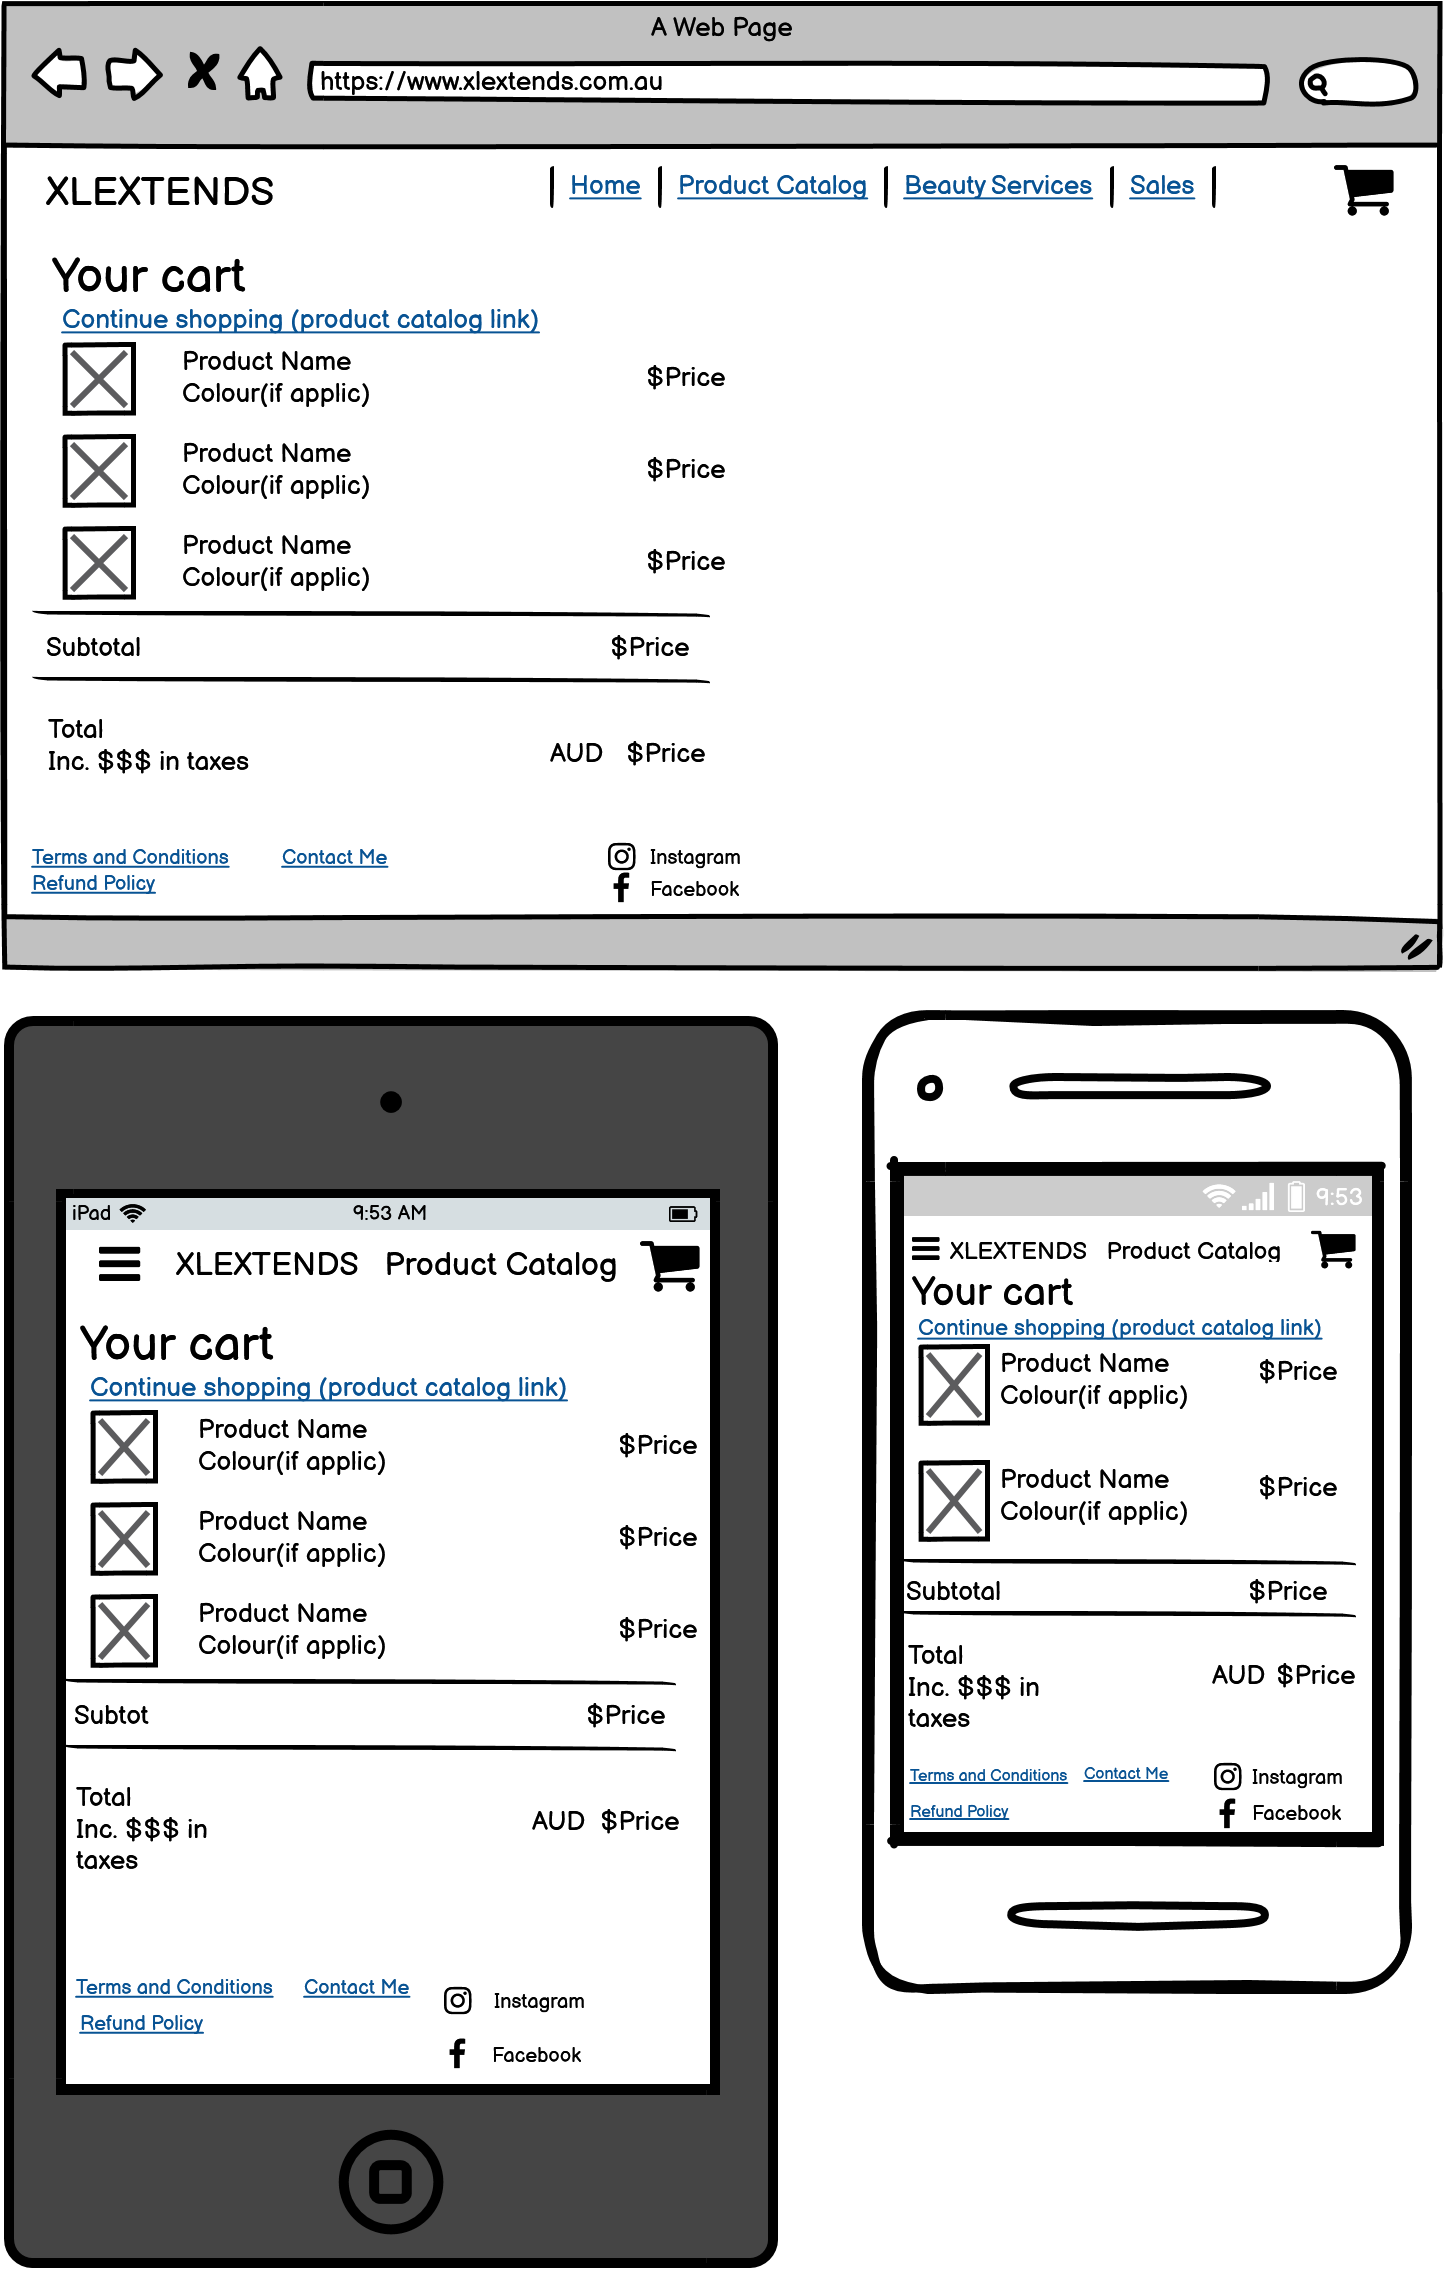 A Web Page
https://www.xlextends.com.au
XLEXTENDS Home Product Catalog Beauty Services Sales
Your cart
Continue shopping (product catalog link)
Product Name
Colour(if applic)
$Price
Product Name
Colour(if applic)
$Price
Product Name
Colour(if applic)
$Price
Subtotal $Price
Total
Inc. $$$ in taxes
AUD $Price
Terms and Conditions Contact Me Instagram
Refund Policy Facebook
iPad 9:53 AM
XLEXTENDS Product Catalog
Your cart
Continue shopping (product catalog link)
Product Name
Colour(if applic)
$Price
Product Name
Colour(if applic)
$Price
Product Name
Colour(if applic)
$Price
Subtot $Price
Total
Inc. $$$ in
taxes
AUD $Price
Terms and Conditions Contact Me Instagram
Refund Policy
Facebook
9:53
XLEXTENDS Product Catalog
Your cart
Continue shopping (product catalog link)
Product Name
Colour(if applic)
$Price
Product Name
Colour(if applic)
$Price
Subtotal $Price
Total
Inc. $$$ in
taxes
AUD $Price
Terms and Conditions Contact Me Instagram
Refund Policy Facebook